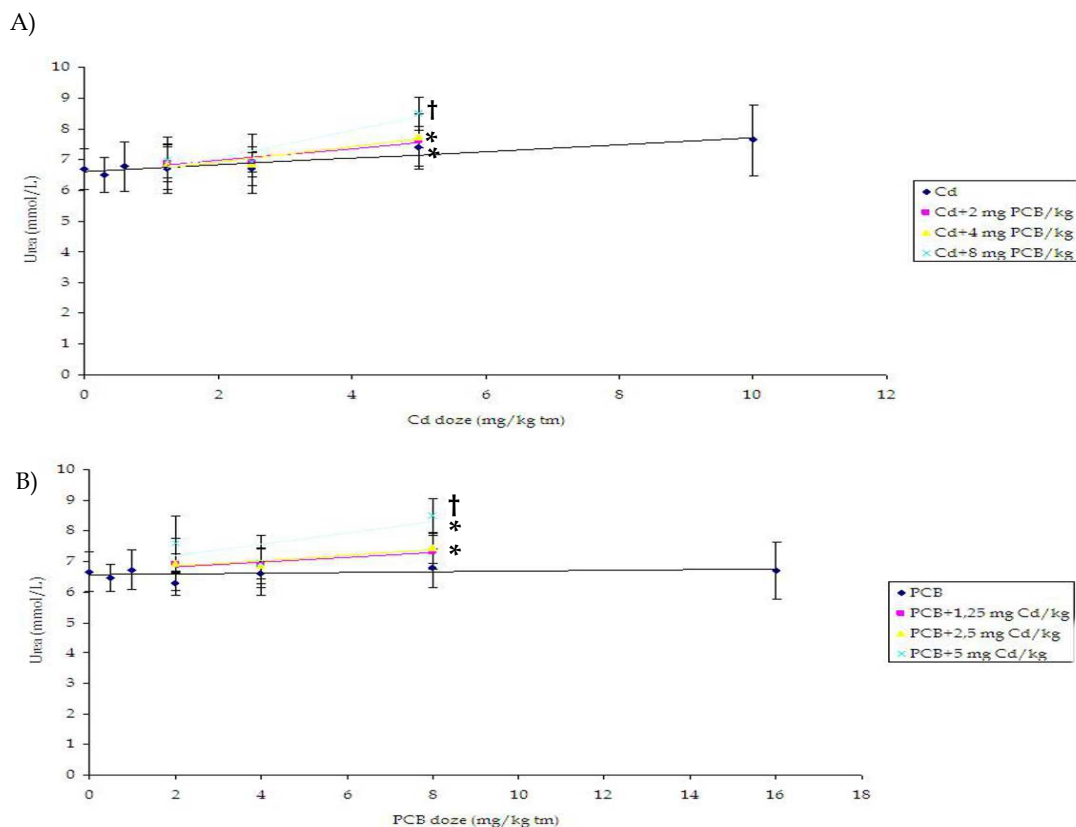 A)
10
9
8
7
6
5
4
3
2
1
0
Urea (mmol/L)
†
*
*
0 2 4 6 8 10 12
Cd doze (mg/kg tm)
Cd
Cd+2 mg PCB/kg
Cd+4 mg PCB/kg
Cd+8 mg PCB/kg
B)
10
9
8
7
6
5
4
3
2
1
0
Urea (mmol/L)
†
*
*
0 2 4 6 8 10 12 14 16 18
PCB doze (mg/kg tm)
PCB
PCB+1,25 mg Cd/kg
PCB+2,5 mg Cd/kg
PCB+5 mg Cd/kg